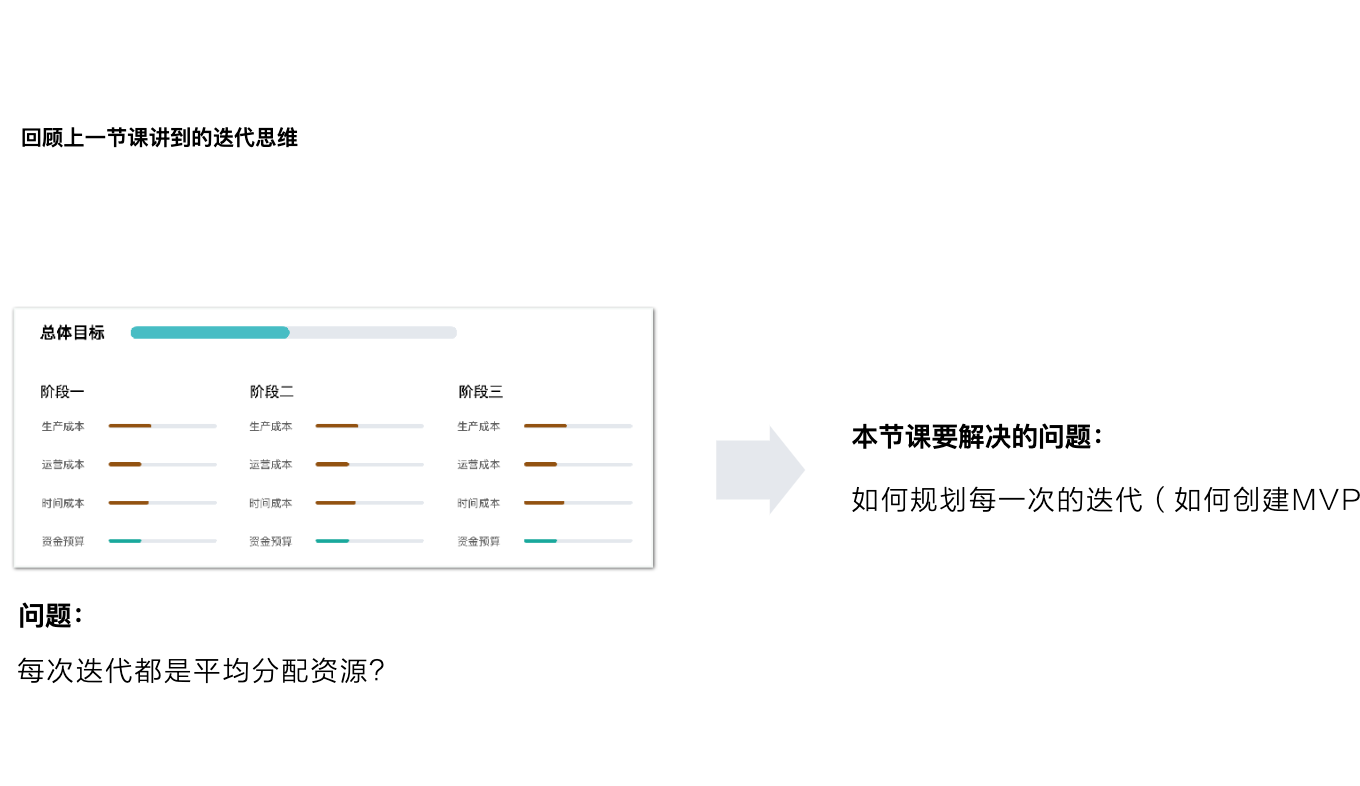 回顾上一节课讲到的迭代思维
总体目标
阶段一 阶段二 阶段三
生产成本 生产成本 生产成本
运营成本 运营成本 运营成本
时间成本 时间成本 时间成本
资金预算 资金预算 资金预算
问题：
每次迭代都是平均分配资源？
本节课要解决的问题：
如何规划每一次的迭代（如何创建MVP